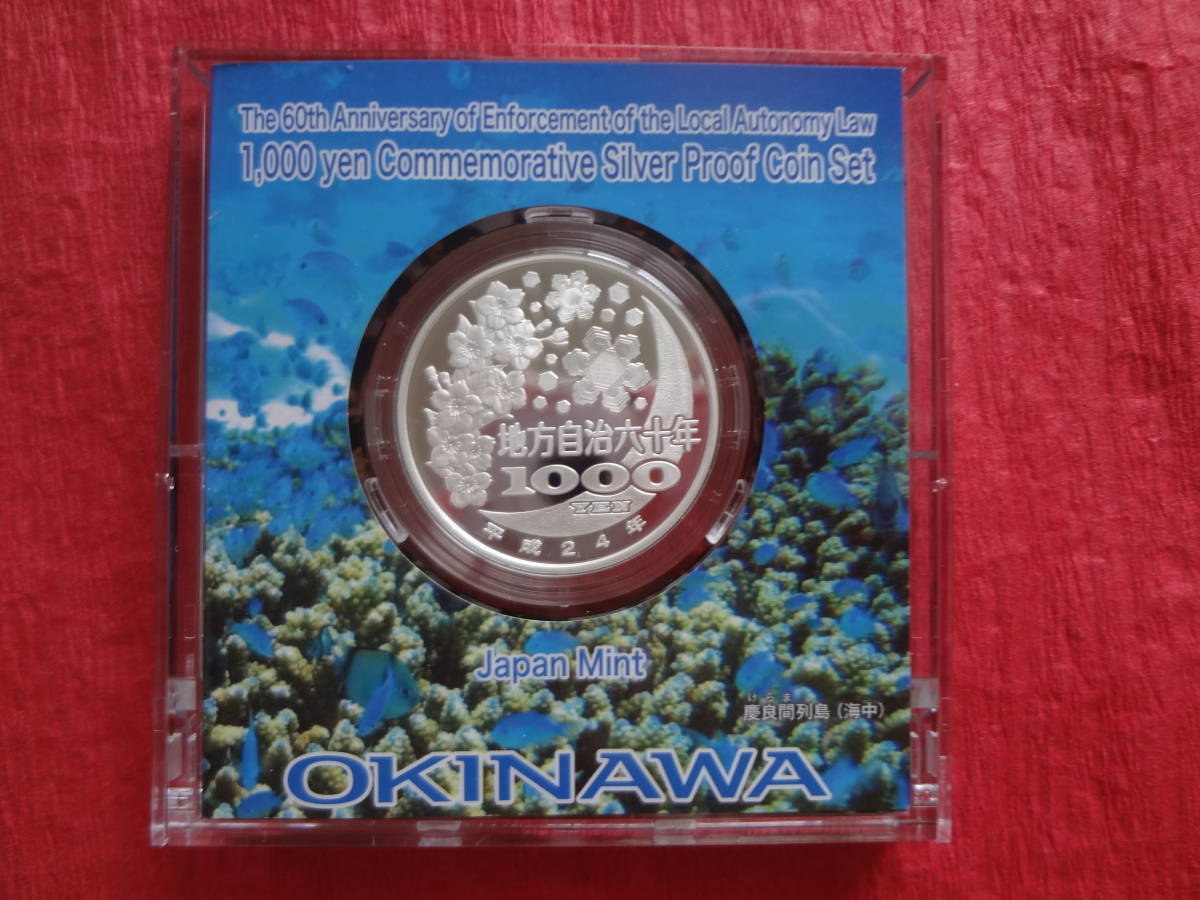 The 60th Anniversary of Enforcement of the Local Autonomy Law
1,000 yen Commemorative Silver Proof Coin Set
地方自治六十年
1000
YEN
平成24年
Japan Mint
けらま
慶良間列島（海中）
OKINAWA